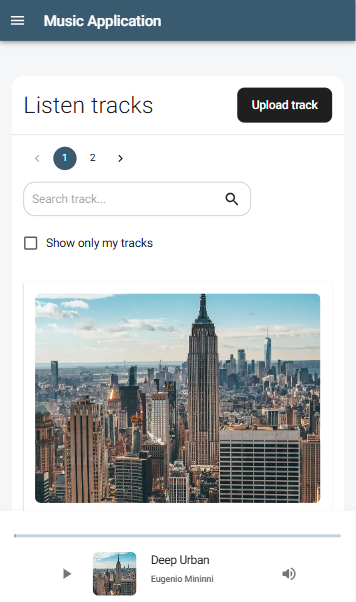 Music Application
Listen tracks
Upload track
1
2
Search track...
Show only my tracks
Deep Urban
Eugenio Mininni